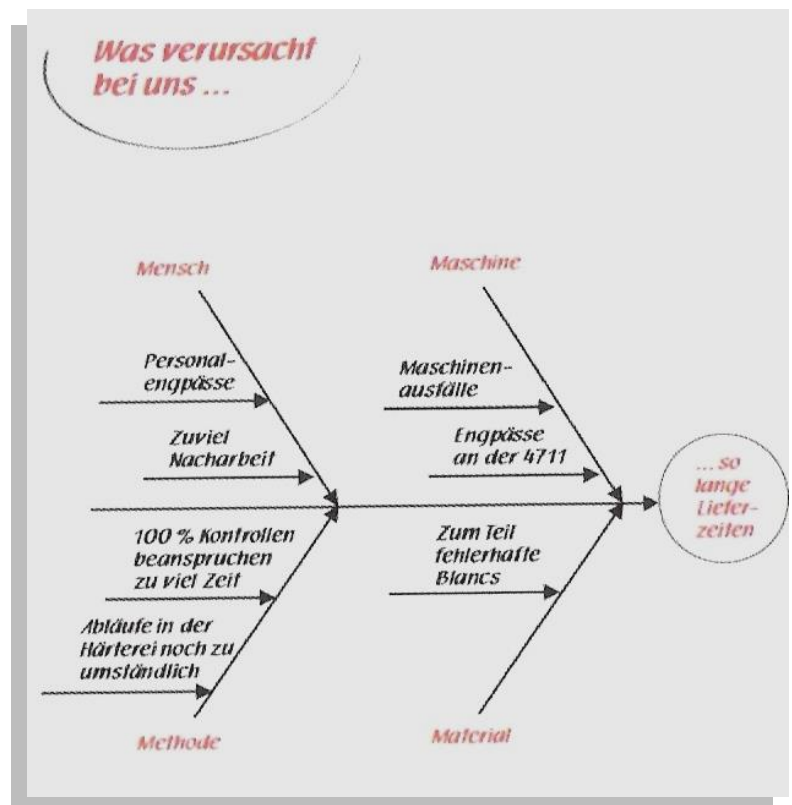 Was verursacht
bei uns ...
Mensch
Maschine
Personal-
engpässe
Maschinen-
ausfälle
Zuviel
Nacharbeit
Engpässe
an der 4711
... so
lange
Liefer-
zeiten
100 % Kontrollen
beanspruchen
zu viel Zeit
Zum Teil
fehlerhafte
Blancs
Abläufe in der
Härterei noch zu
umständlich
Methode
Material